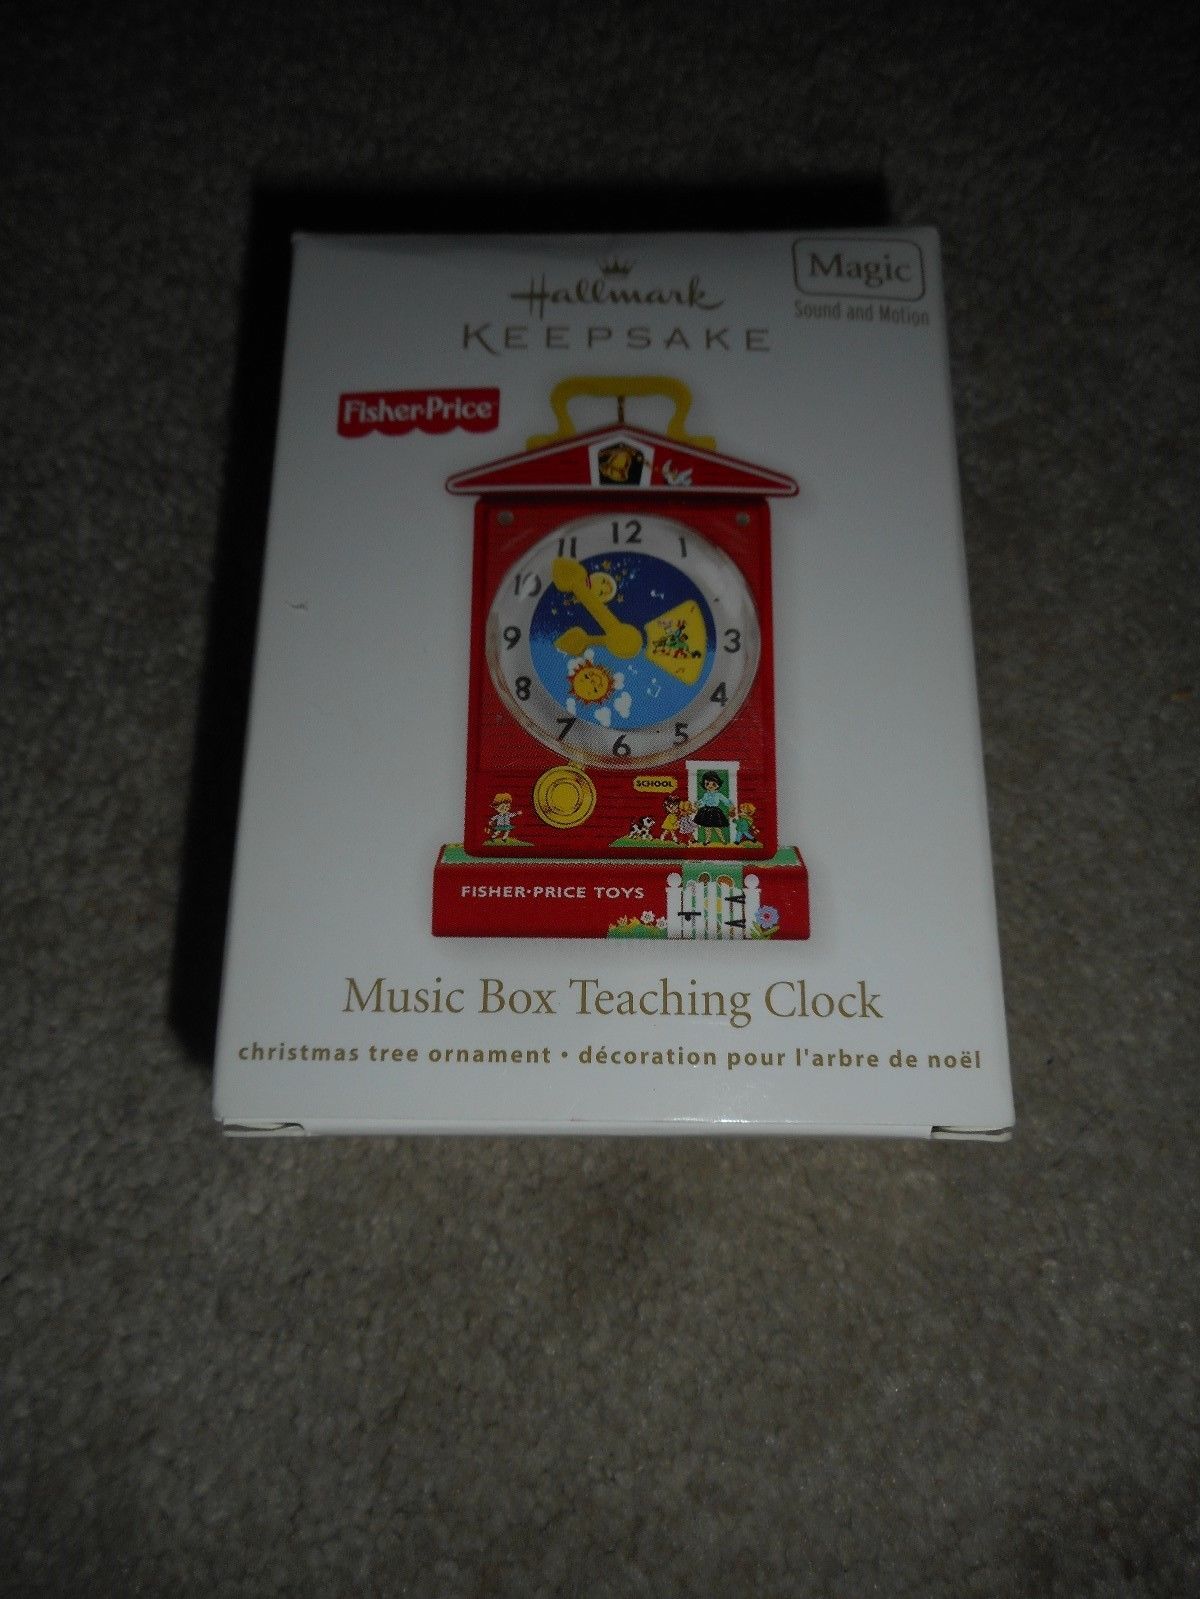 Magic
Sound and Motion
Hallmark
KEEPSAKE
Fisher-Price
12
11
1
10
9
3
8
4
7
5
6
SCHOOL
FISHER·PRICE TOYS
Music Box Teaching Clock
christmas tree ornament • décoration pour l'arbre de noël